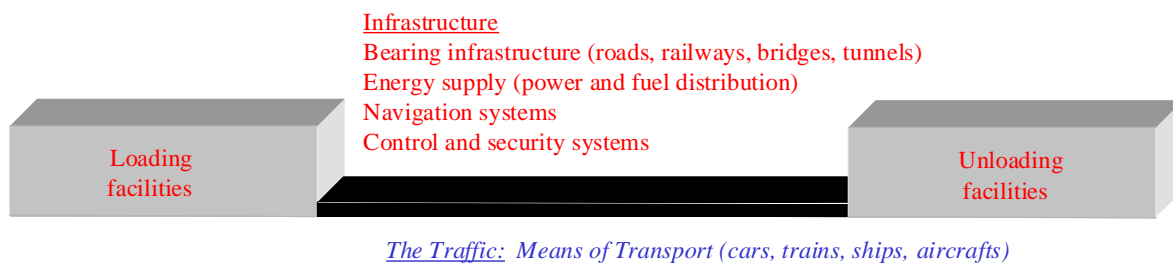 Infrastructure
Bearing infrastructure (roads, railways, bridges, tunnels)
Energy supply (power and fuel distribution)
Navigation systems
Control and security systems
Loading
facilities
Unloading
facilities
The Traffic: Means of Transport (cars, trains, ships, aircrafts)